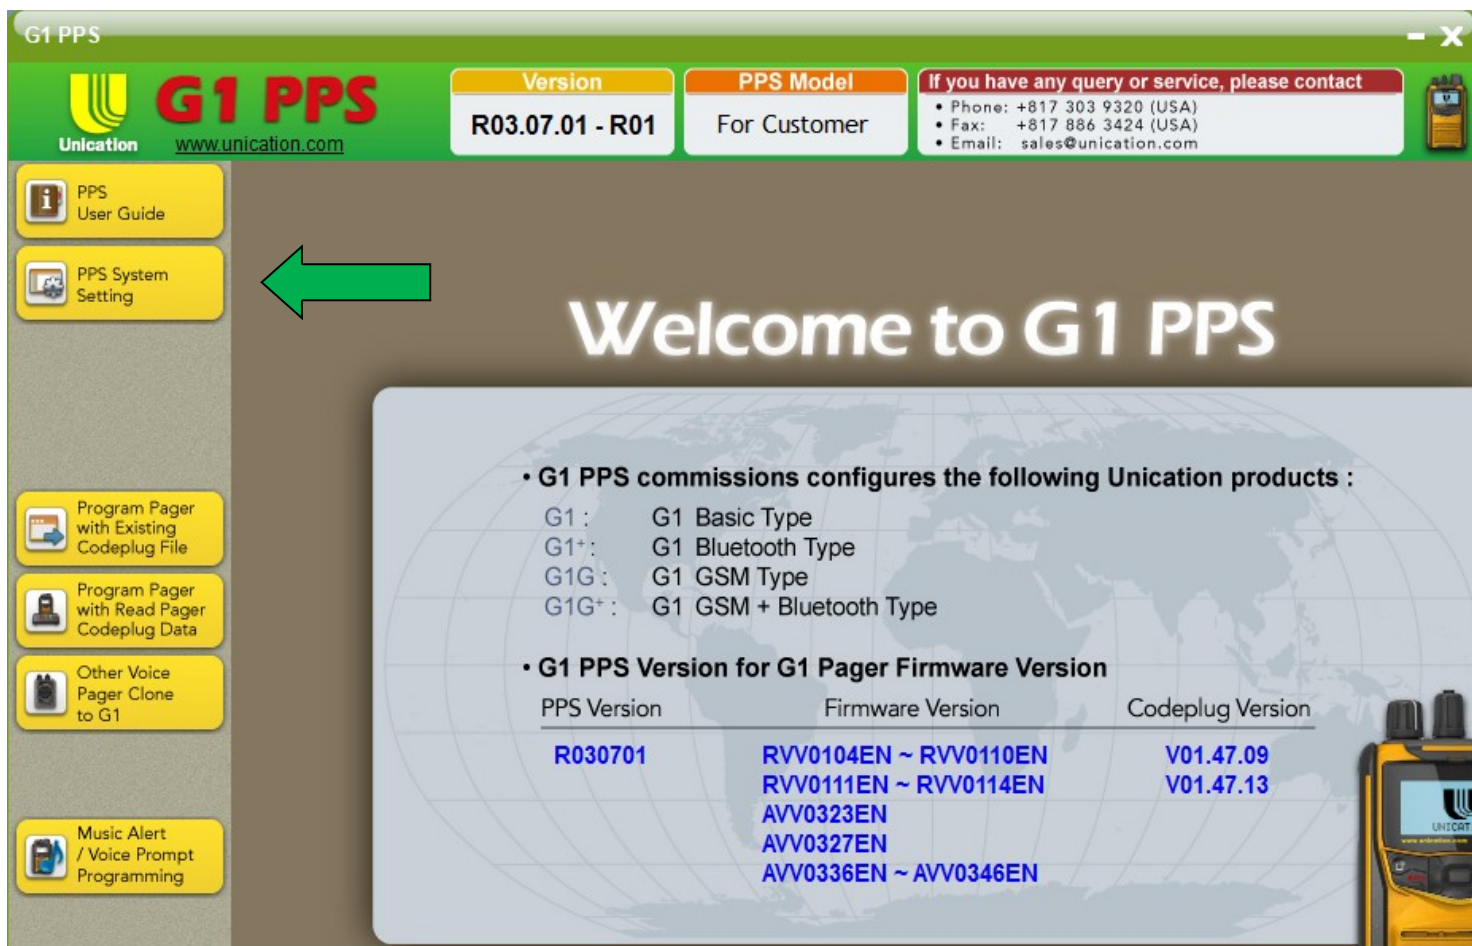 G1 PPS
Unication
G1 PPS
www.unication.com
Version
R03.07.01 - R01
PPS Model
For Customer
If you have any query or service, please contact
• Phone: +817 303 9320 (USA)
• Fax: +817 886 3424 (USA)
• Email: sales@unication.com
PPS
User Guide
PPS System
Setting
Program Pager
with Existing
Codeplug File
Program Pager
with Read Pager
Codeplug Data
Other Voice
Pager Clone
to G1
Music Alert
/ Voice Prompt
Programming
Welcome to G1 PPS
• G1 PPS commissions configures the following Unication products :
G1 : G1 Basic Type
G1+ : G1 Bluetooth Type
G1G : G1 GSM Type
G1G+ : G1 GSM + Bluetooth Type
• G1 PPS Version for G1 Pager Firmware Version
PPS Version Firmware Version Codeplug Version
R030701 RVV0104EN ~ RVV0110EN V01.47.09
RVV0111EN ~ RVV0114EN V01.47.13
AVV0323EN
AVV0327EN
AVV0336EN ~ AVV0346EN